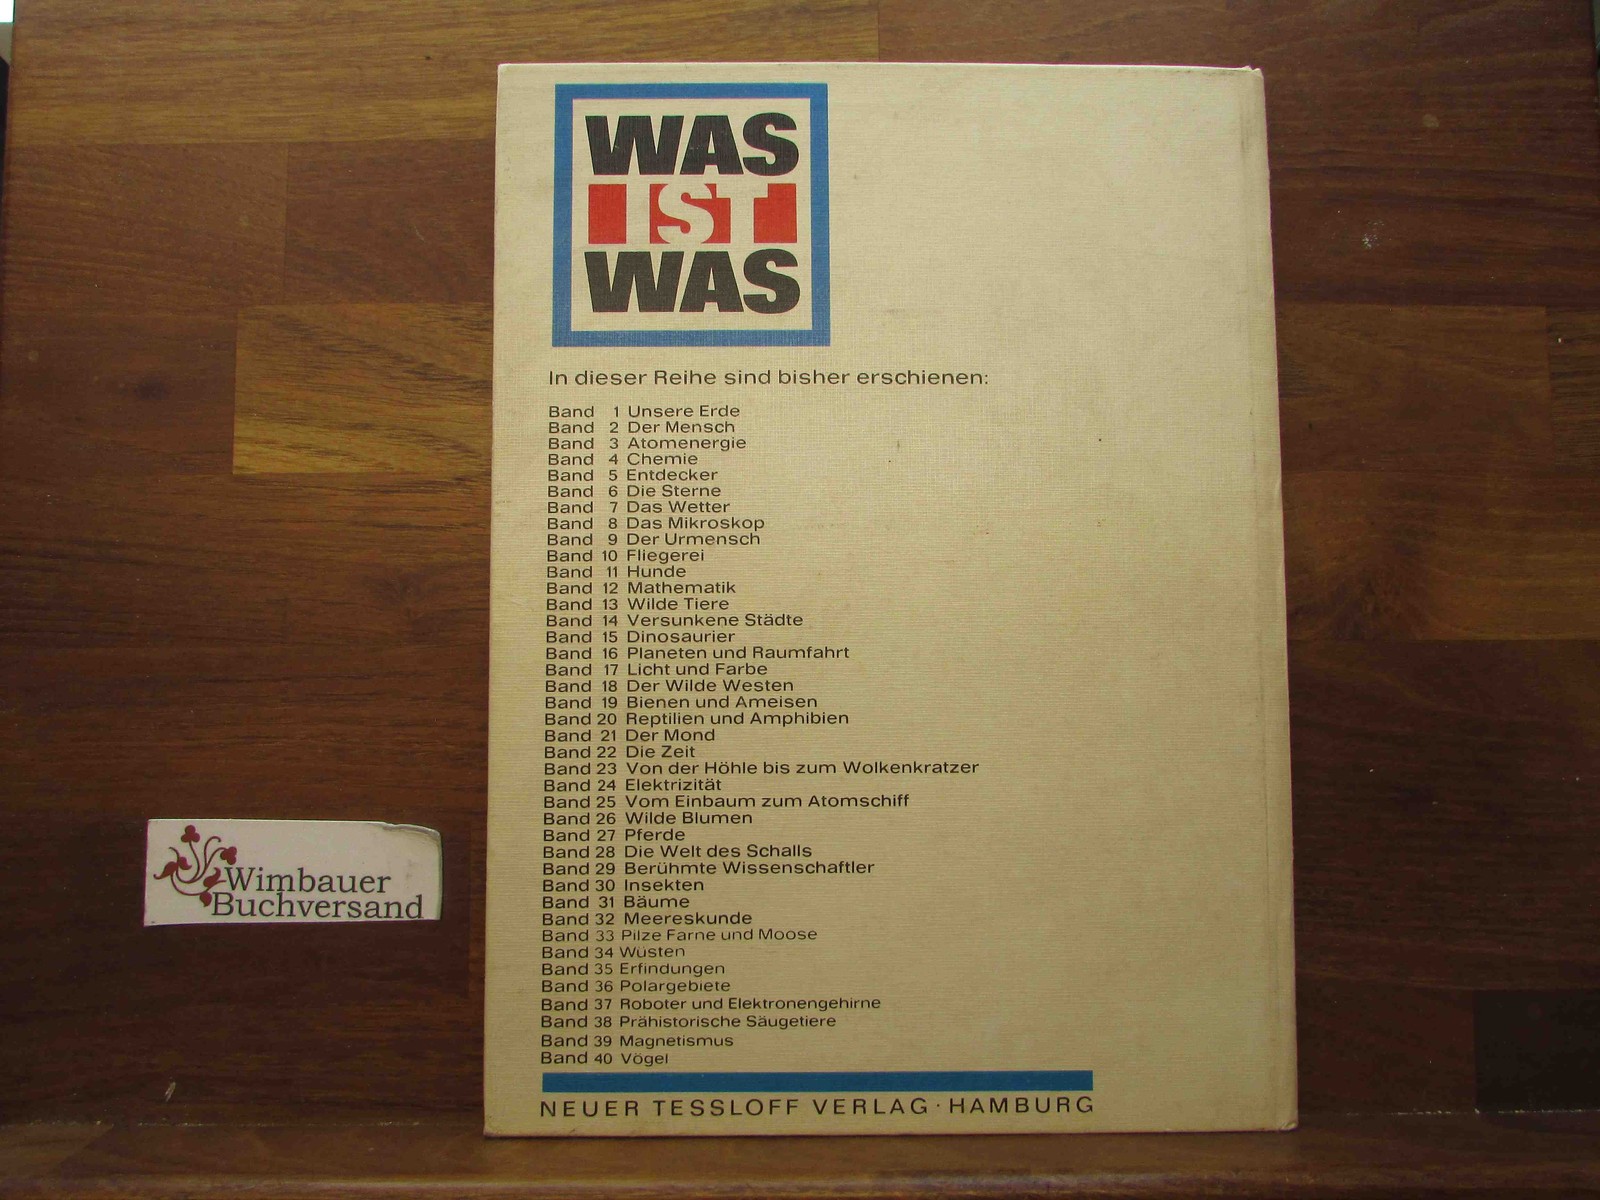 WAS
IST
WAS
In dieser Reihe sind bisher erschienen:
Band 1 Unsere Erde
Band 2 Der Mensch
Band 3 Atomenergie
Band 4 Chemie
Band 5 Entdecker
Band 6 Die Sterne
Band 7 Das Wetter
Band 8 Das Mikroskop
Band 9 Der Urmensch
Band 10 Fliegerei
Band 11 Hunde
Band 12 Mathematik
Band 13 Wilde Tiere
Band 14 Versunkene Städte
Band 15 Dinosaurier
Band 16 Planeten und Raumfahrt
Band 17 Licht und Farbe
Band 18 Der Wilde Westen
Band 19 Bienen und Ameisen
Band 20 Reptilien und Amphibien
Band 21 Der Mond
Band 22 Die Zeit
Band 23 Von der Höhle bis zum Wolkenkratzer
Band 24 Elektrizität
Band 25 Vom Einbaum zum Atomschiff
Band 26 Wilde Blumen
Band 27 Pferde
Band 28 Die Welt des Schalls
Band 29 Berühmte Wissenschaftler
Band 30 Insekten
Band 31 Bäume
Band 32 Meereskunde
Band 33 Pilze Farne und Moose
Band 34 Wüsten
Band 35 Erfindungen
Band 36 Polargebiete
Band 37 Roboter und Elektronengehirne
Band 38 Prähistorische Säugetiere
Band 39 Magnetismus
Band 40 Vögel
NEUER TESSLOFF VERLAG · HAMBURG
Wimbauer
Buchversand